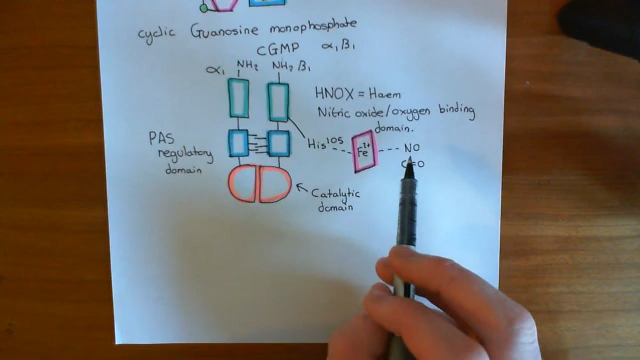 cyclic Guanosine monophosphate
cGMP α₁β₁
α₁ NH₂ NH₂ β₁
HNOX = Haem
Nitric oxide/oxygen binding
domain.
His¹⁰⁵
Fe²⁺
NO
C=O
PAS
regulatory
domain
Catalytic
domain